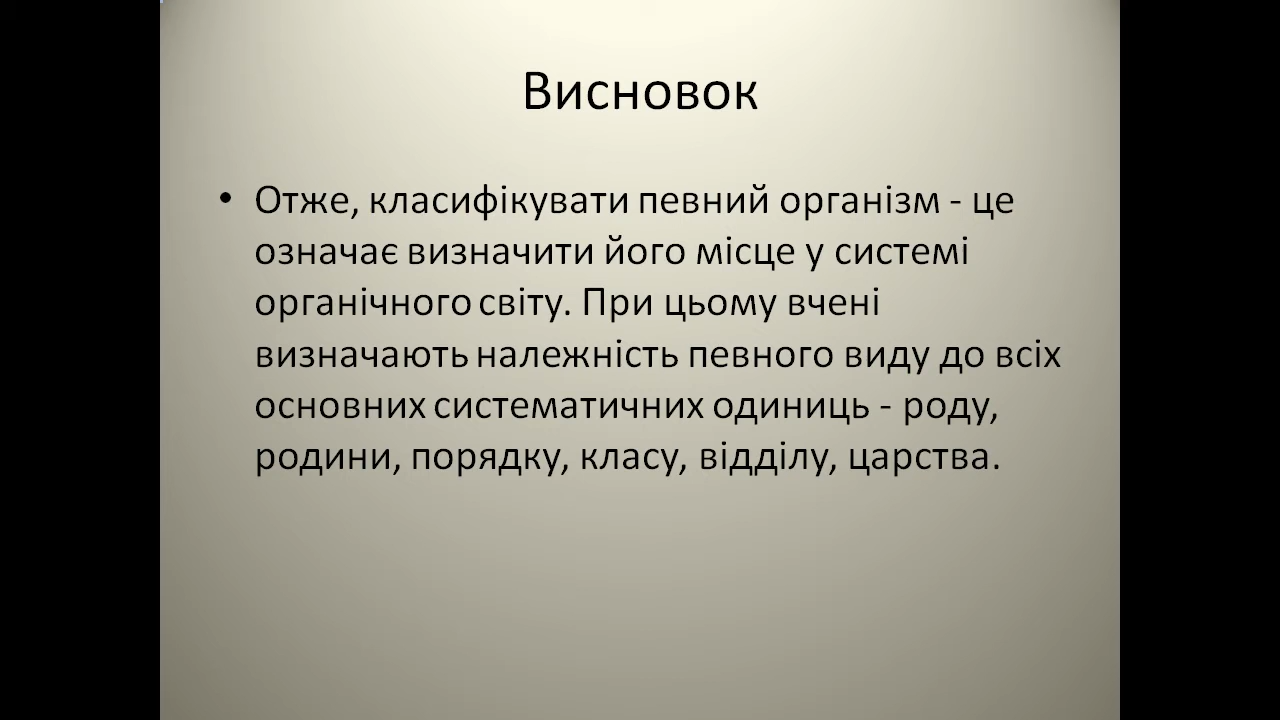 Висновок
• Отже, класифікувати певний організм - це
означає визначити його місце у системі
органічного світу. При цьому вчені
визначають належність певного виду до всіх
основних систематичних одиниць - роду,
родини, порядку, класу, відділу, царства.